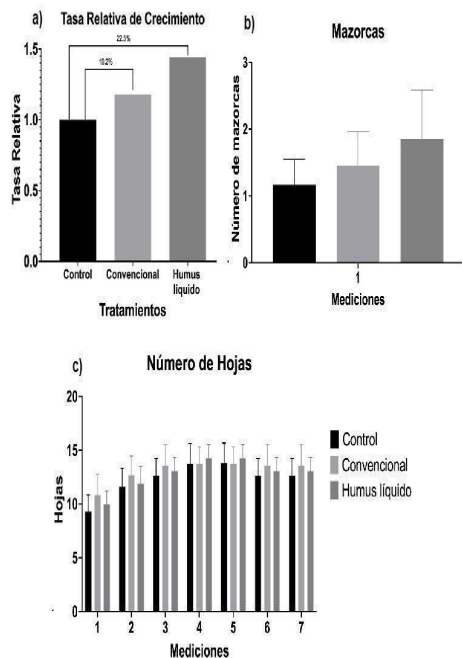 a)
Tasa Relativa de Crecimiento
22.3%
10.2%
Tasa Relativa
1.5
1.0
0.5
0.0
Control
Convencional
Humus
líquido
Tratamientos
b)
Mazorcas
Número de mazorcas
3
2
1
0
1
Mediciones
c)
Número de Hojas
Hojas
20
15
10
5
0
1 2 3 4 5 6 7
Mediciones
Control
Convencional
Humus líquido